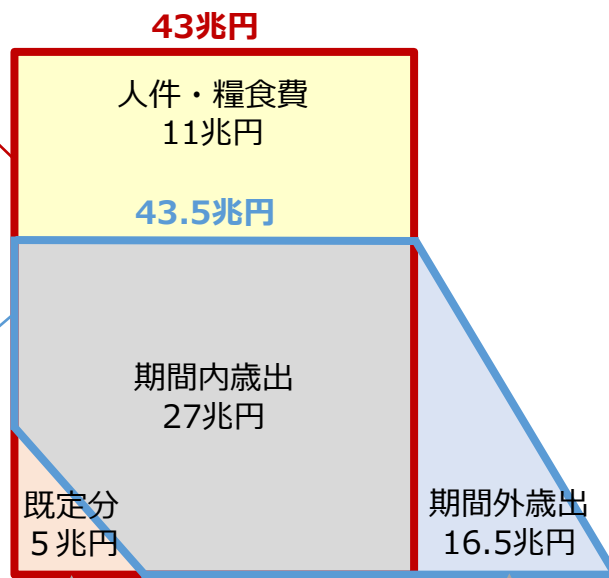 43兆円
人件・糧食費
11兆円
43.5兆円
期間内歳出
27兆円
既定分
５兆円
期間外歳出
16.5兆円